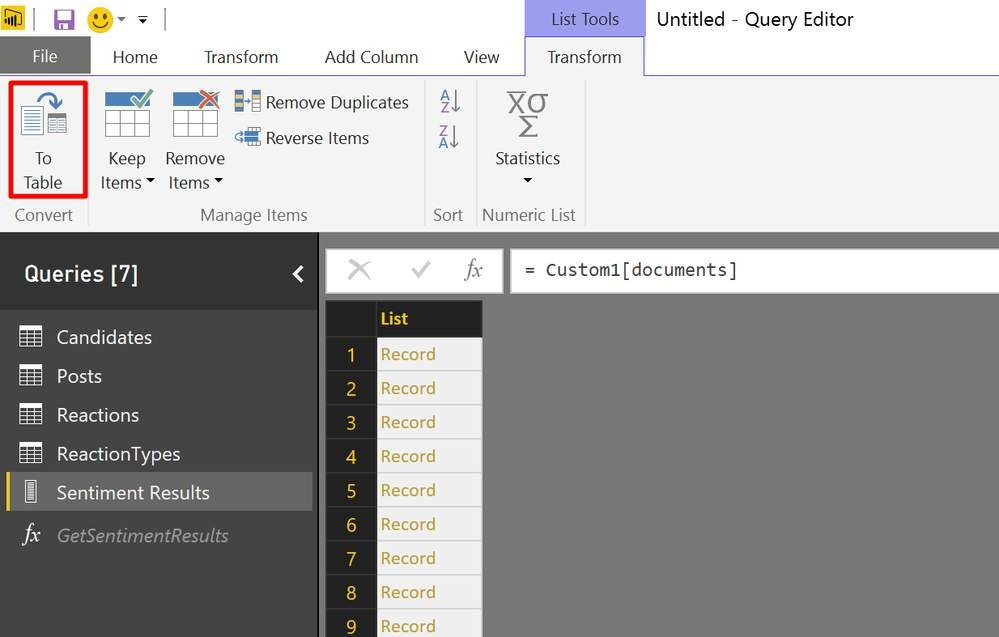 List Tools
Untitled - Query Editor
File
Home
Transform
Add Column
View
Transform
To
Table
Keep
Items
Remove
Items
Remove Duplicates
Reverse Items
A
Z
Z
A
Statistics
Convert
Manage Items
Sort
Numeric List
Queries [7]
fx
= Custom1[documents]
Candidates
Posts
Reactions
ReactionTypes
Sentiment Results
fx GetSentimentResults
List
1 Record
2 Record
3 Record
4 Record
5 Record
6 Record
7 Record
8 Record
9 Record